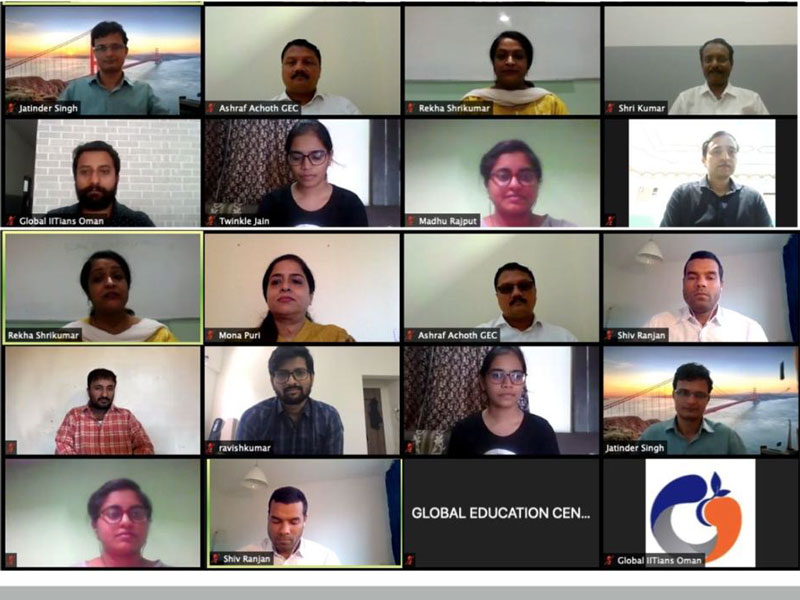 Jatinder Singh
Ashraf Achoth GEC
Rekha Shrikumar
Shri Kumar
Global IITians Oman
Twinkle Jain
Madhu Rajput
Rekha Shrikumar
Mona Puri
Ashraf Achoth GEC
Shiv Ranjan
ravishkumar
Jatinder Singh
Shiv Ranjan
GLOBAL EDUCATION CEN...
Global IITians Oman